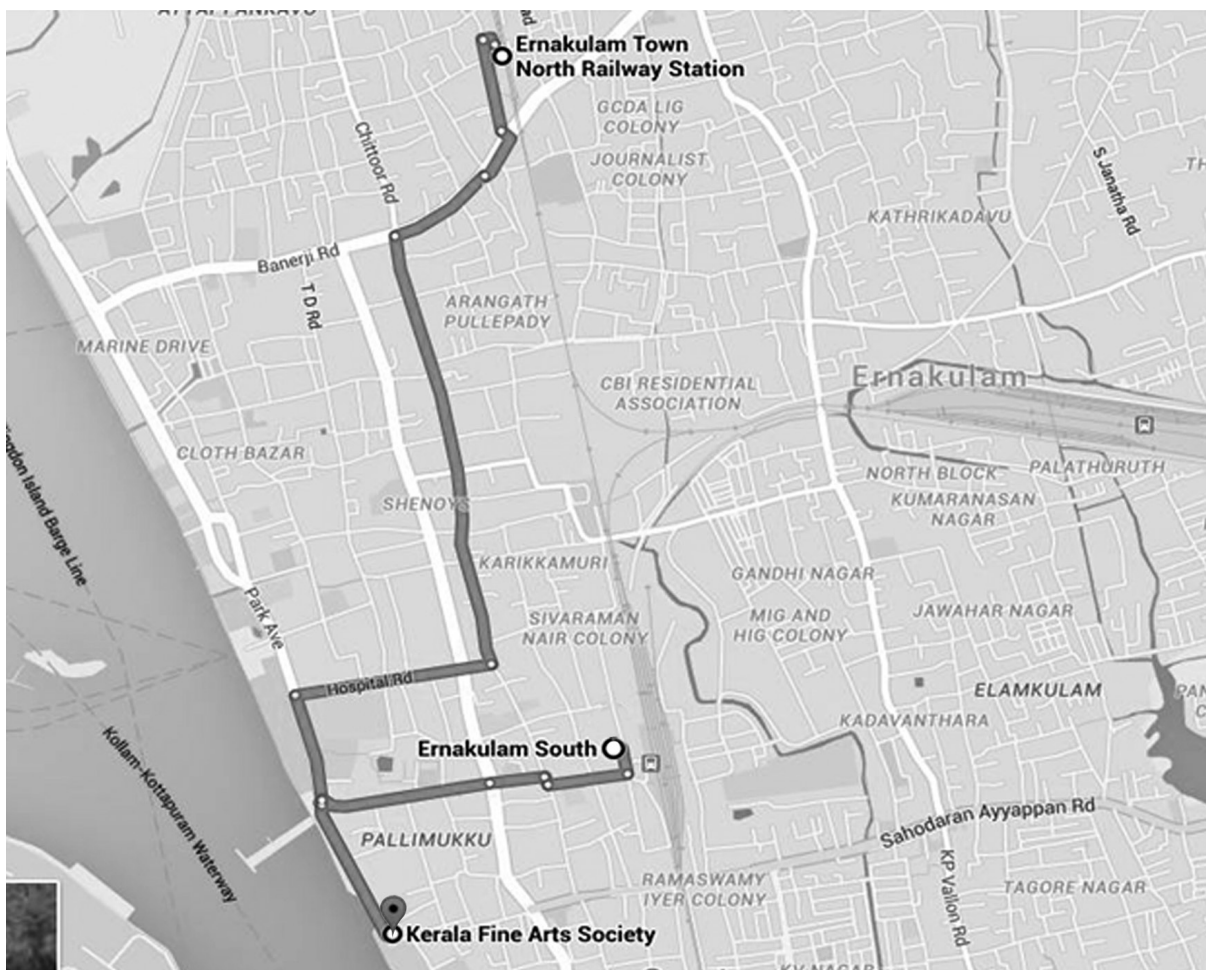 Ernakulam Town
North Railway Station
GCDA LIG
COLONY
Chittoor Rd
JOURNALIST
COLONY
S Janatha Rd
KATHRIKADAVU
Banerji Rd
T D Rd
ARANGATH
PULLEPADY
MARINE DRIVE
Ernakulam
CBI RESIDENTIAL
ASSOCIATION
CLOTH BAZAR
NORTH BLOCK
PALATHURUTH
KUMARANASAN
NAGAR
SHENOYS
Island Barge Line
KARIKKAMURI
GANDHI NAGAR
Park Ave
SIVARAMAN
NAIR COLONY
MIG AND
HIG COLONY
JAWAHAR NAGAR
Hospital Rd
ELAMKULAM
KADAVANTHARA
Ernakulam South
Kollam-Kottapuram Waterway
Sahodaran Ayyappan Rd
PALLIMUKKU
KP Vallon Rd
RAMASWAMY
IYER COLONY
TAGORE NAGAR
Kerala Fine Arts Society